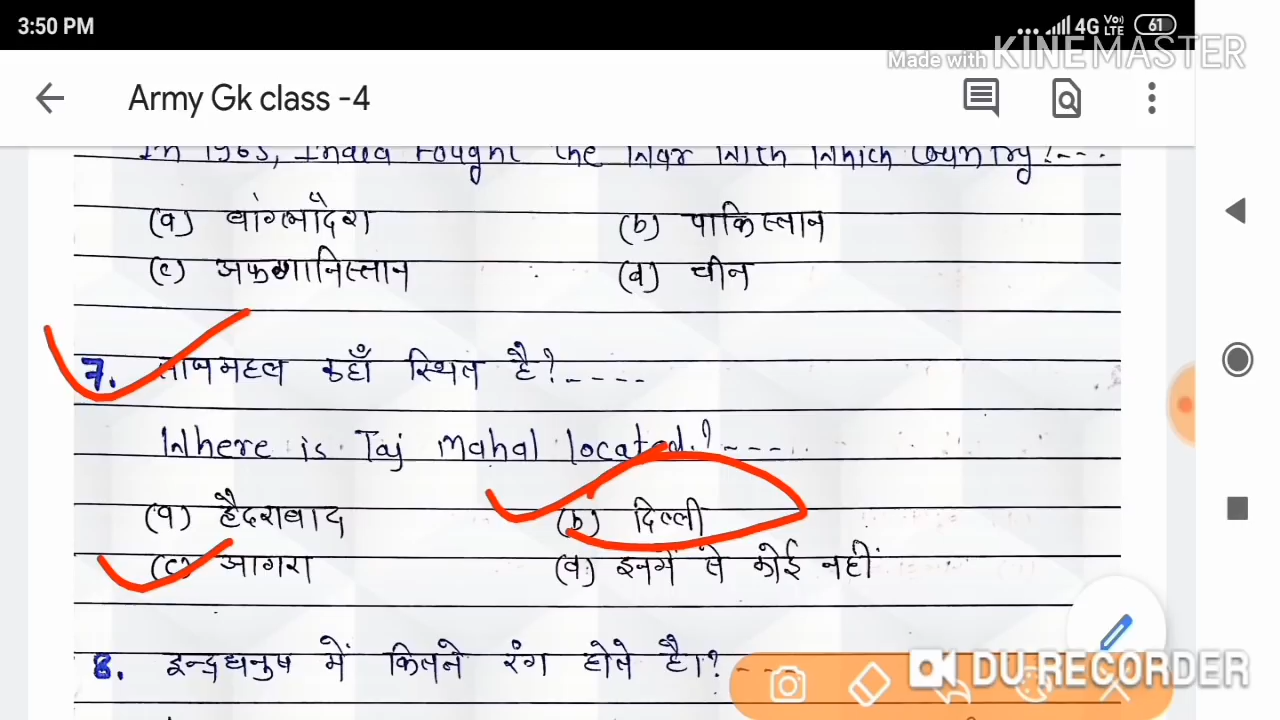 3:50 PM
4G Vo) LTE 61
Made with KINEMASTER
Army Gk class -4
In 1965, India Fought the War With Which Country?---
(a) बांग्लादेश (b) पाकिस्तान
(c) अफगानिस्तान (d) चीन
7. ताजमहल कहाँ स्थित है?----
Where is Taj Mahal located?---
(a) हैदराबाद (b) दिल्ली
(c) आगरा (d) इनमें से कोई नहीं
8. इन्द्रधनुष में कितने रंग होते है।?---
DU RECORDER